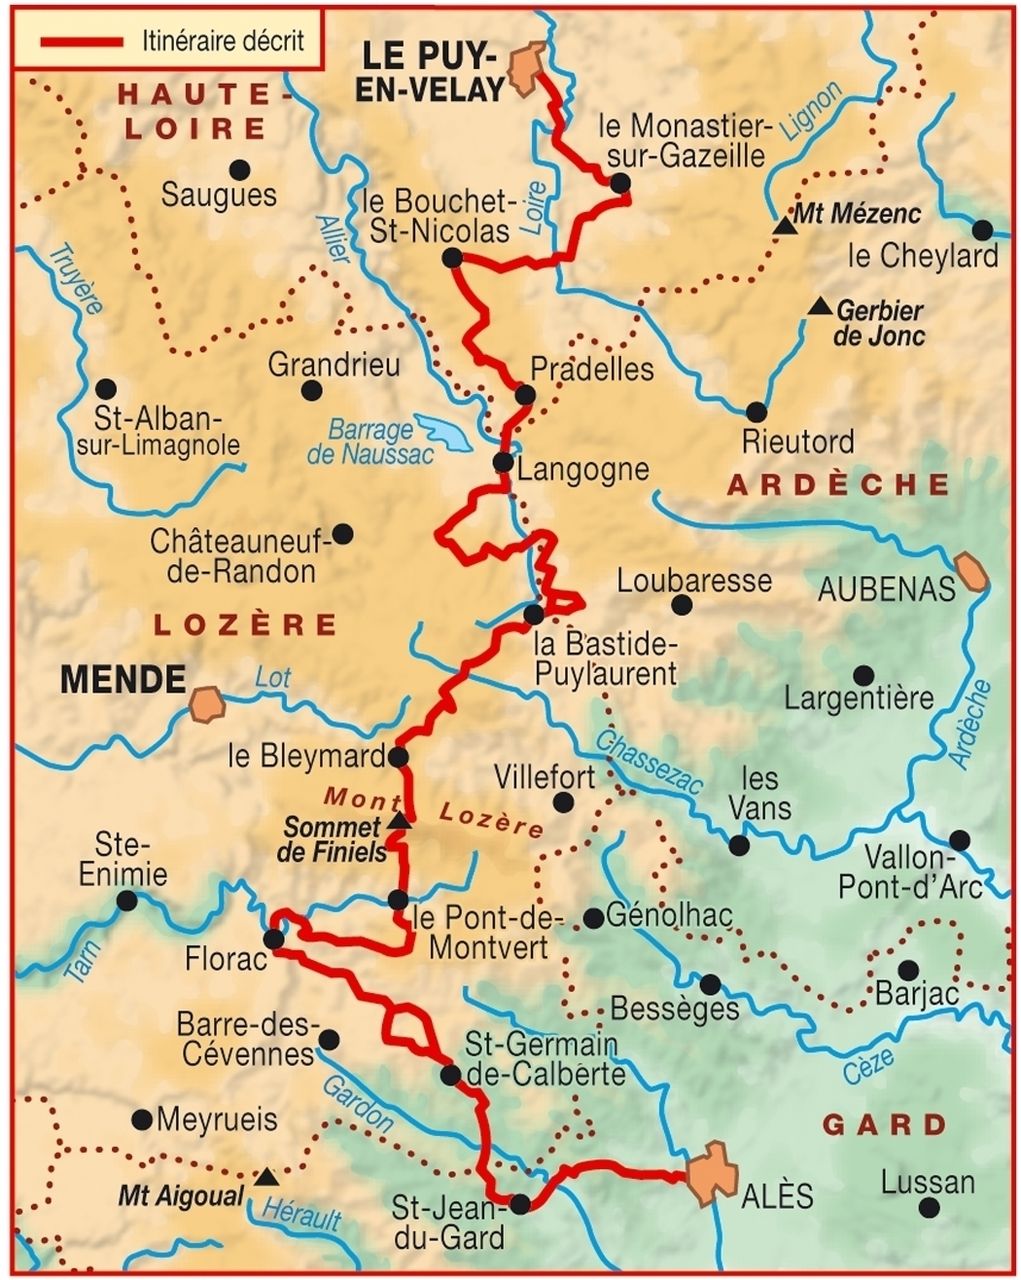 Itinéraire décrit
LE PUY-
EN-VELAY
HAUTE-
LOIRE
Saugues
le Monastier-
sur-Gazeille
Lignon
le Bouchet-
St-Nicolas
Loire
Allier
Mt Mézenc
le Cheylard
Truyère
Gerbier
de Jonc
Grandrieu
Pradelles
St-Alban-
sur-Limagnole
Barrage
de Naussac
Rieutord
Langogne
ARDÈCHE
Châteauneuf-
de-Randon
Loubaresse
AUBENAS
LOZÈRE
la Bastide-
Puylaurent
MENDE
Lot
Largentière
Ardèche
le Bleymard
Chassezac
Villefort
les
Vans
Mont Lozère
Sommet
de Finiels
Ste-
Enimie
Vallon-
Pont-d'Arc
le Pont-de-
Montvert
Génolhac
Florac
Tarn
Barjac
Bessèges
Barre-des-
Cévennes
St-Germain
de-Calberte
Cèze
Gardon
Meyrueis
GARD
Mt Aigoual
Hérault
St-Jean-
du-Gard
ALÈS
Lussan